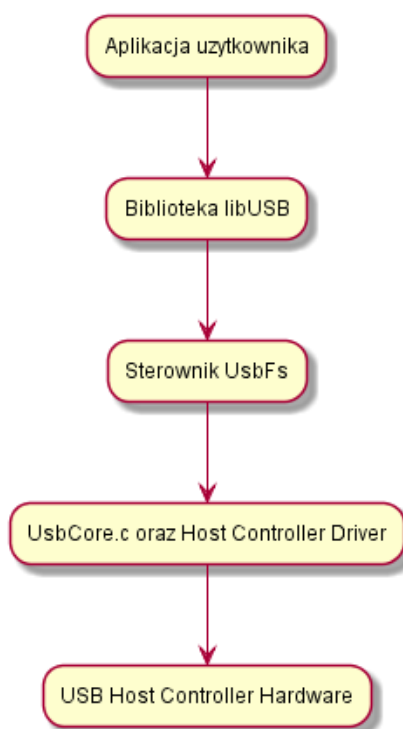 Aplikacja uzytkownika
Biblioteka libUSB
Sterownik UsbFs
UsbCore.c oraz Host Controller Driver
USB Host Controller Hardware